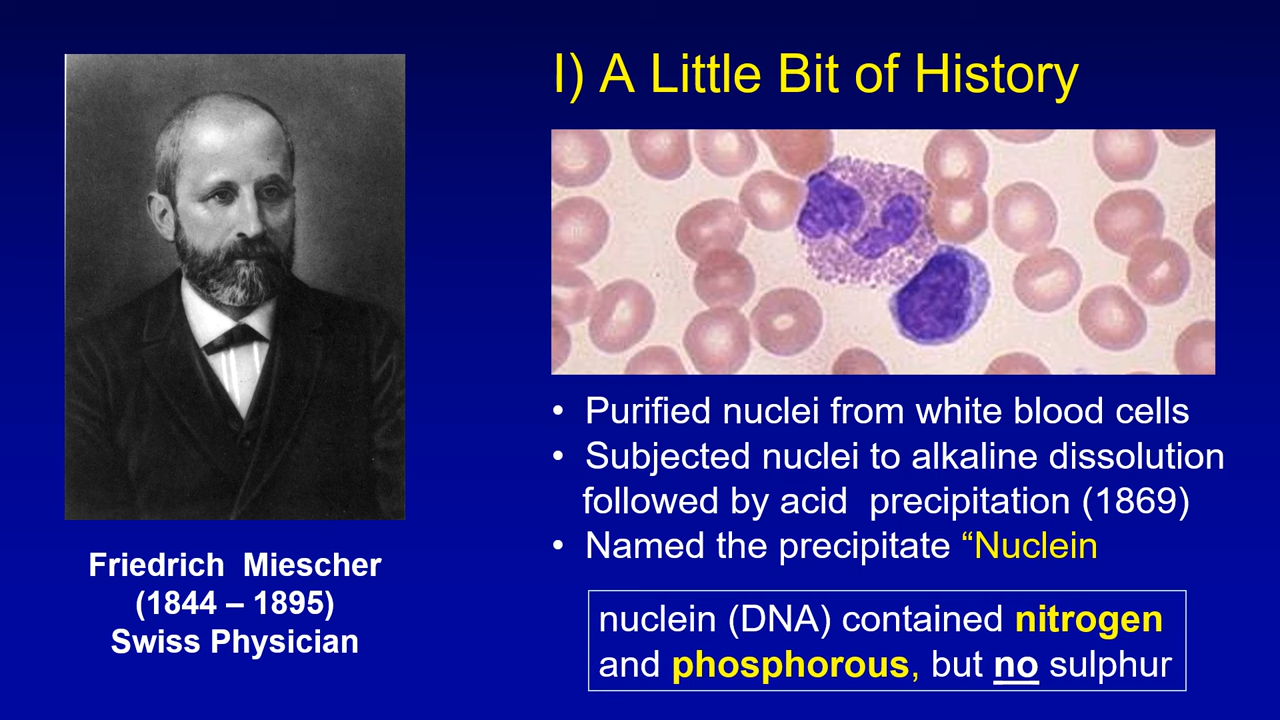 I) A Little Bit of History
• Purified nuclei from white blood cells
• Subjected nuclei to alkaline dissolution
followed by acid  precipitation (1869)
• Named the precipitate “Nuclein
nuclein (DNA) contained nitrogen
and phosphorous, but no sulphur
Friedrich  Miescher
(1844 – 1895)
Swiss Physician